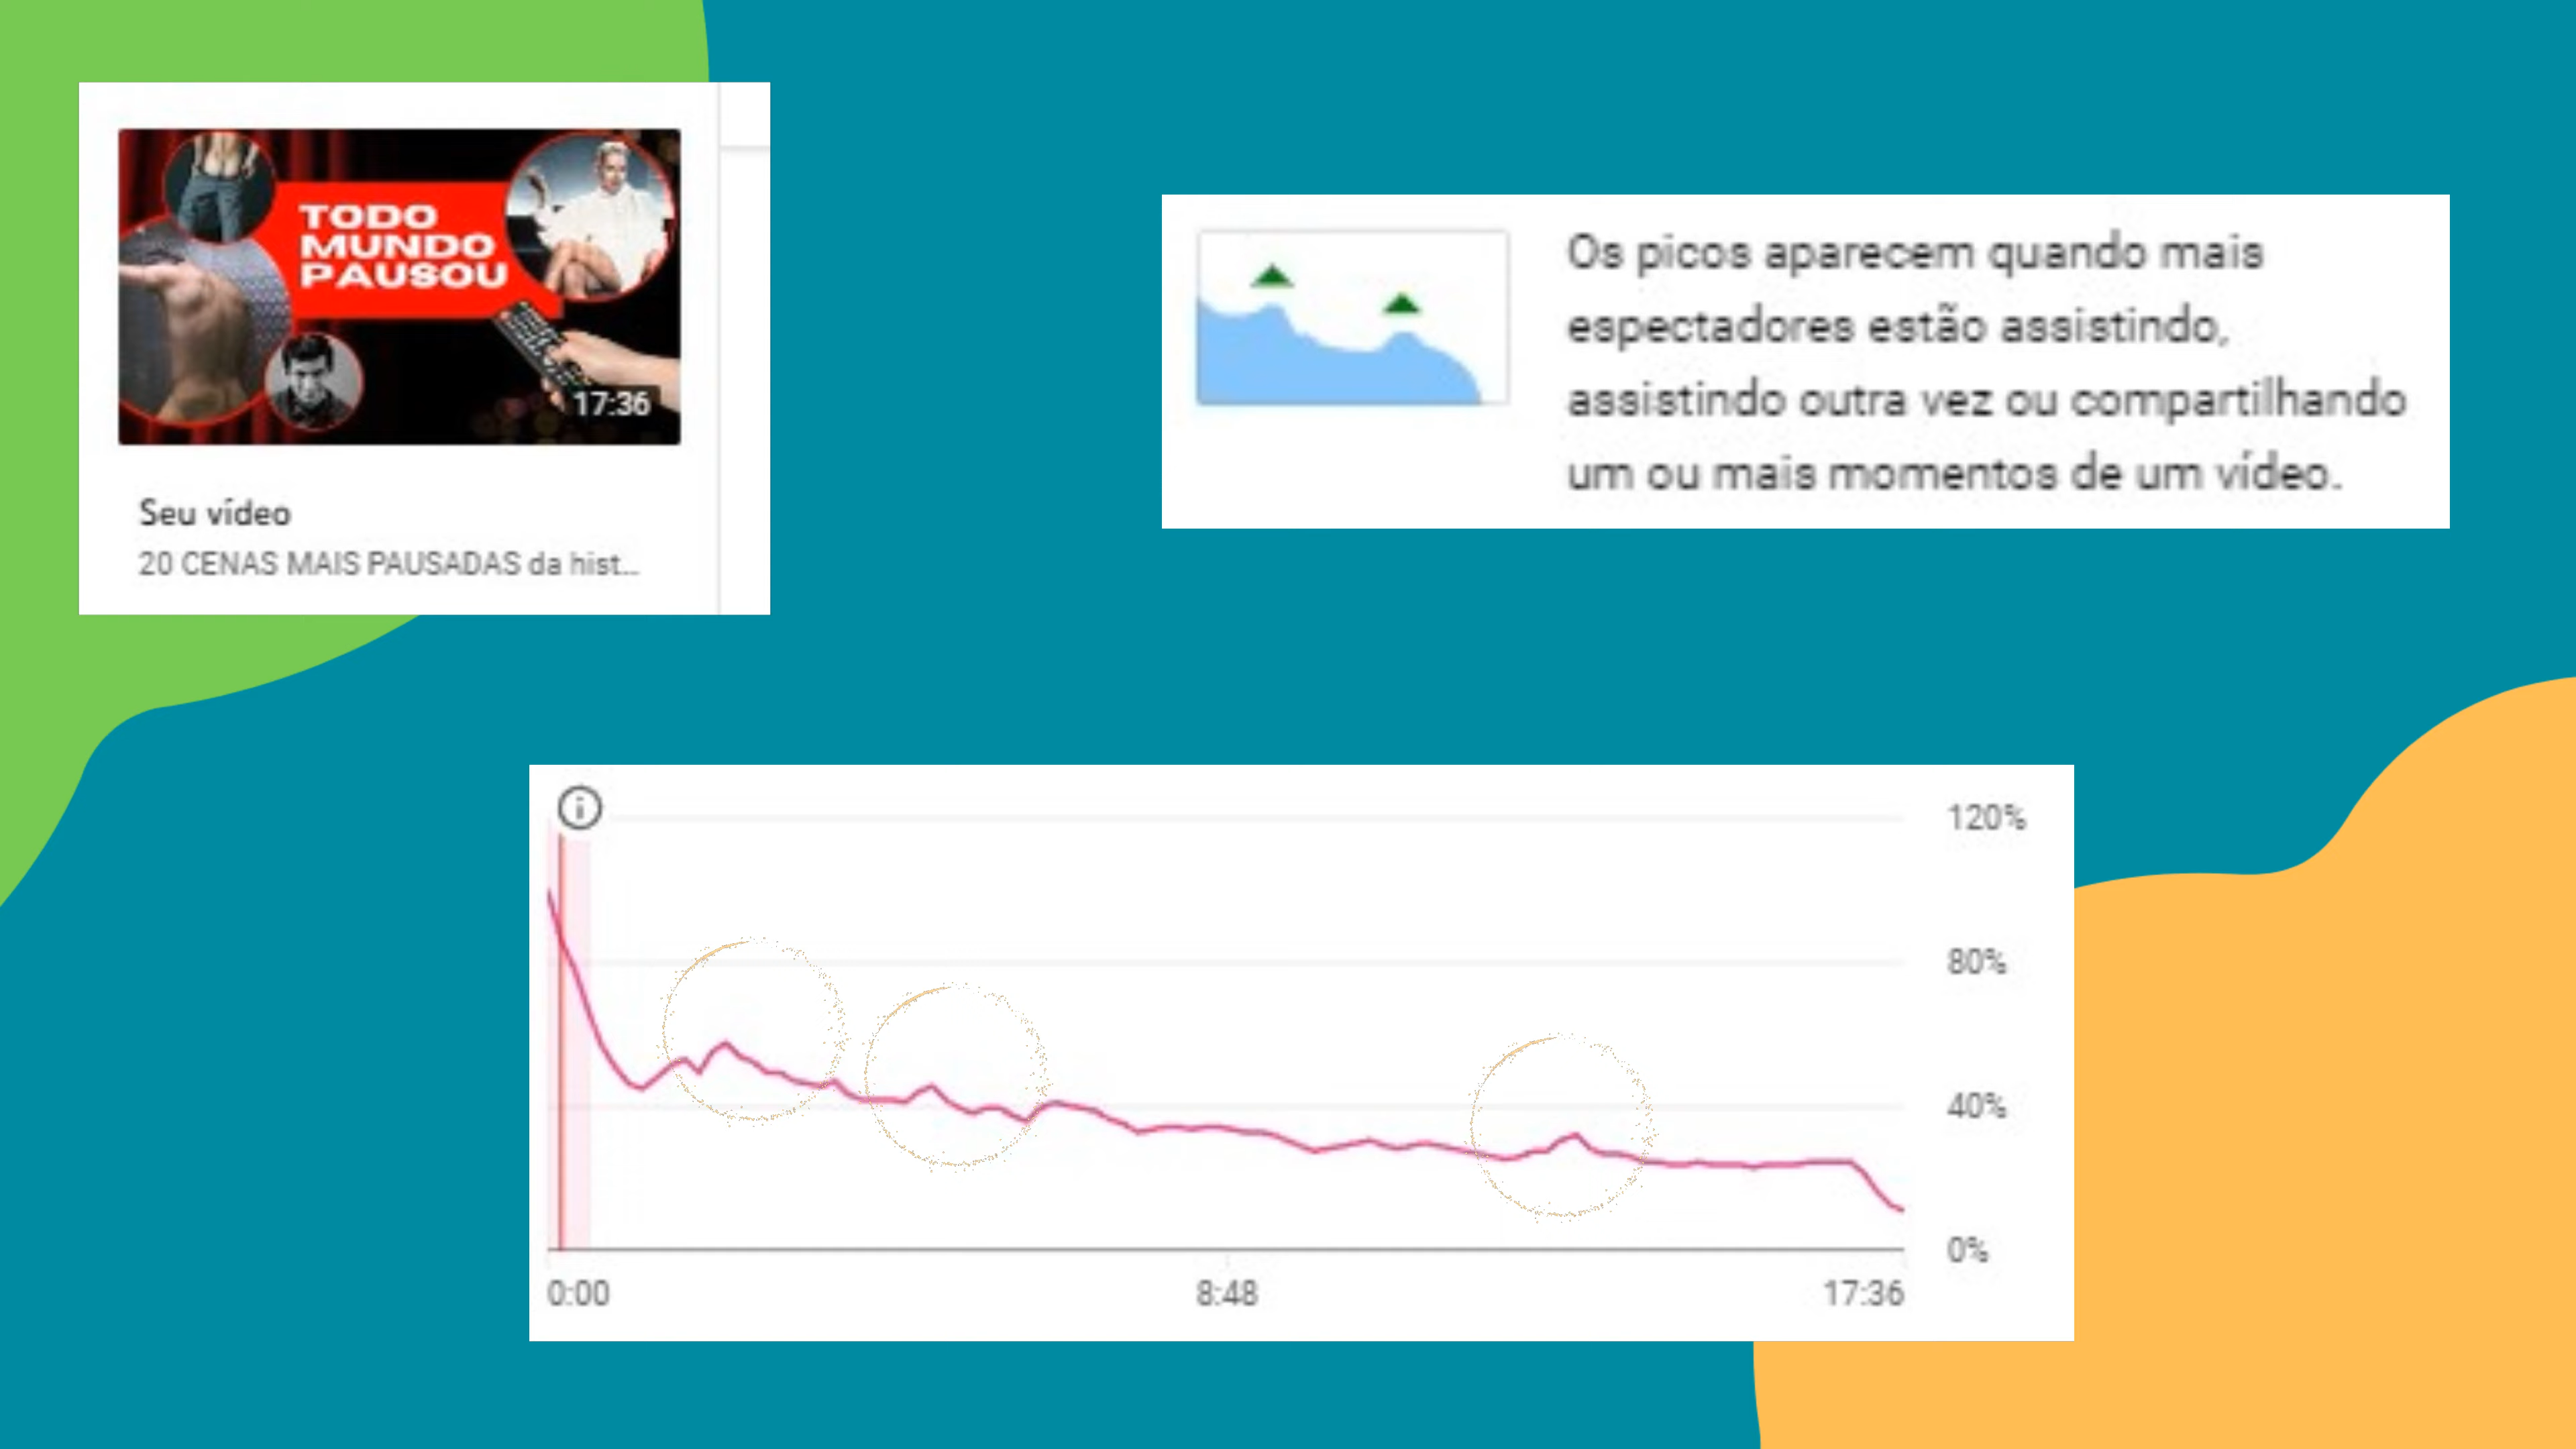 TODO
MUNDO
PAUSOU
17:36
Seu vídeo
20 CENAS MAIS PAUSADAS da hist...
Os picos aparecem quando mais
espectadores estão assistindo,
assistindo outra vez ou compartilhando
um ou mais momentos de um vídeo.
120%
80%
40%
0%
0:00
8:48
17:36